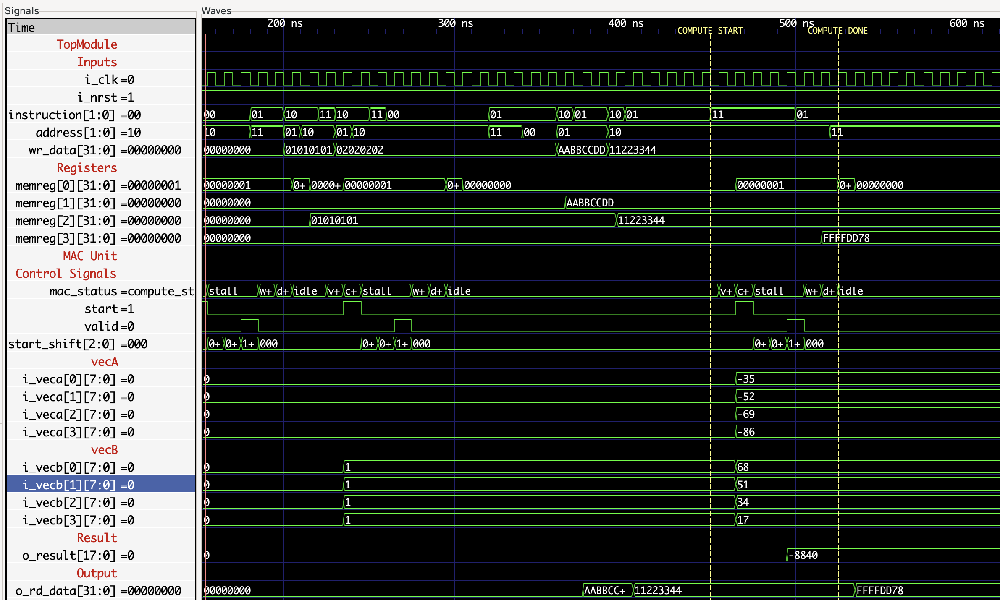 Signals Waves
Time 200 ns 300 ns 400 ns 500 ns 600 ns
COMPUTE_START COMPUTE_DONE
TopModule
Inputs
i_clk =0
i_nrst =1
instruction[1:0] =00 00 01 10 11 10 11 00 01 10 01 10 01 11 01
address[1:0] =10 10 11 01 10 01 10 11 00 01 10 11
wr_data[31:0] =00000000 00000000 01010101 02020202 AABBCCDD 11223344
Registers
memreg[0][31:0] =00000001 00000001 0+ 0000+ 00000001 0+ 00000000 00000001 0+ 00000000
memreg[1][31:0] =00000000 00000000 AABBCCDD
memreg[2][31:0] =00000000 00000000 01010101 11223344
memreg[3][31:0] =00000000 00000000 FFFFDD78
MAC Unit
Control Signals
mac_status =compute_st stall w+ d+ idle v+ c+ stall w+ d+ idle v+ c+ stall w+ d+ idle
start =1
valid =0
start_shift[2:0] =000 0+ 0+ 1+ 000 0+ 0+ 1+ 000 0+ 0+ 1+ 000
vecA
i_veca[0][7:0] =0 0 -35
i_veca[1][7:0] =0 0 -52
i_veca[2][7:0] =0 0 -69
i_veca[3][7:0] =0 0 -86
vecB
i_vecb[0][7:0] =0 0 1 68
i_vecb[1][7:0] =0 0 1 51
i_vecb[2][7:0] =0 0 1 34
i_vecb[3][7:0] =0 0 1 17
Result
o_result[17:0] =0 0 -8840
Output
o_rd_data[31:0] =00000000 00000000 AABBCC+ 11223344 FFFFDD78